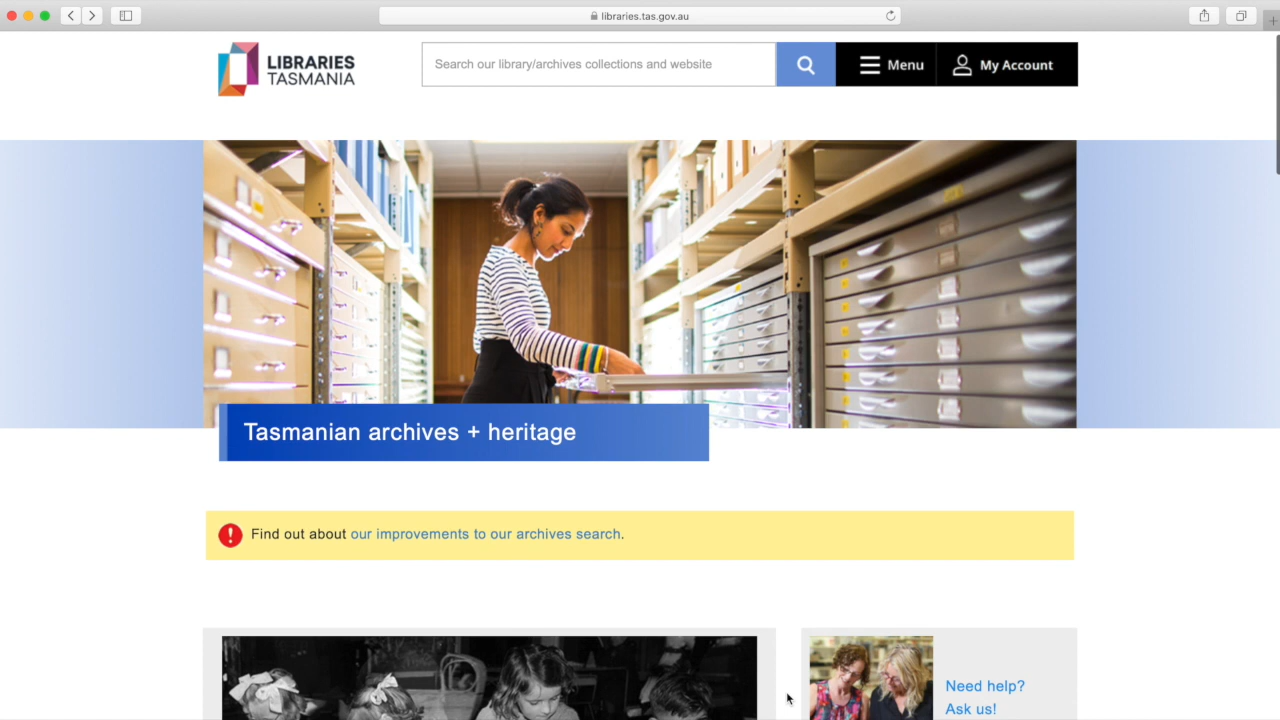 libraries.tas.gov.au
LIBRARIES
TASMANIA
Search our library/archives collections and website
Menu
My Account
Tasmanian archives + heritage
Find out about our improvements to our archives search.
Need help?
Ask us!